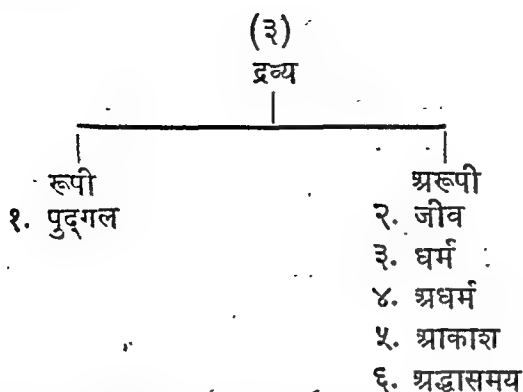 (३)
द्रव्य
रूपी
१. पुद्गल
अरूपी
२. जीव
३. धर्म
४. अधर्म
५. आकाश
६. अद्धासमय